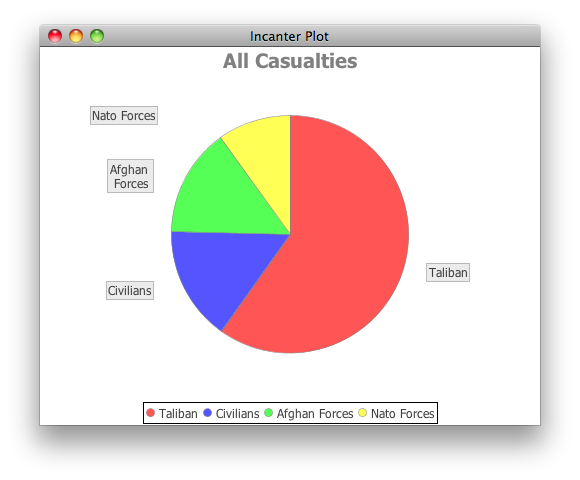 Incanter Plot
All Casualties
Nato Forces
Afghan
Forces
Taliban
Civilians
Taliban Civilians Afghan Forces Nato Forces